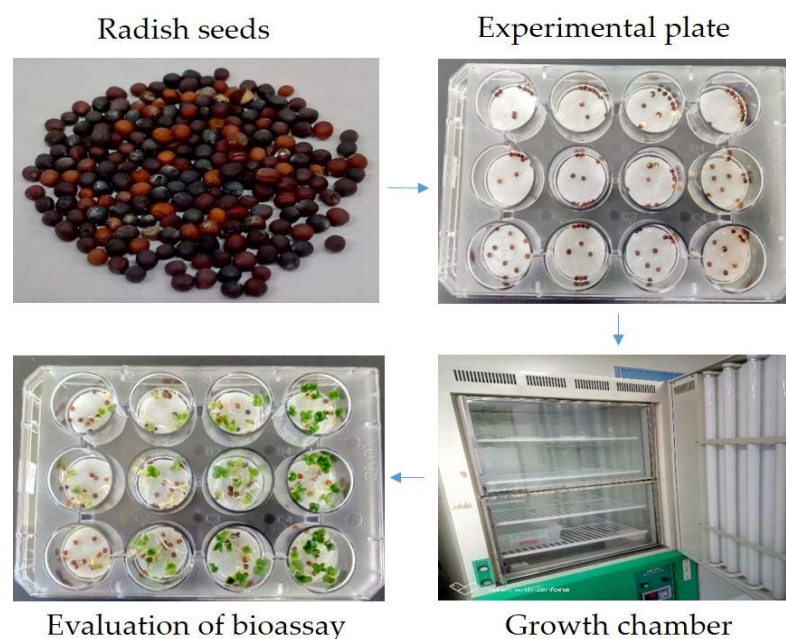 Radish seeds
Experimental plate
Evaluation of bioassay
Growth chamber